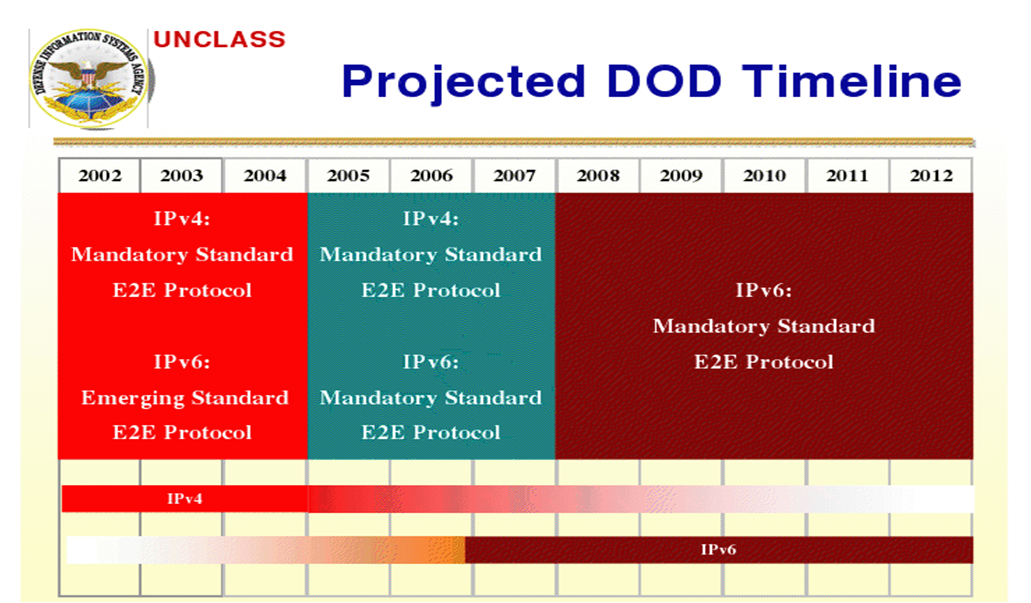 DEFENSE INFORMATION SYSTEMS AGENCY
UNCLASS
Projected DOD Timeline
2002 2003 2004 2005 2006 2007 2008 2009 2010 2011 2012
IPv4:
Mandatory Standard
E2E Protocol
IPv6:
Emerging Standard
E2E Protocol
IPv4:
Mandatory Standard
E2E Protocol
IPv6:
Mandatory Standard
E2E Protocol
IPv6:
Mandatory Standard
E2E Protocol
IPv4
IPv6